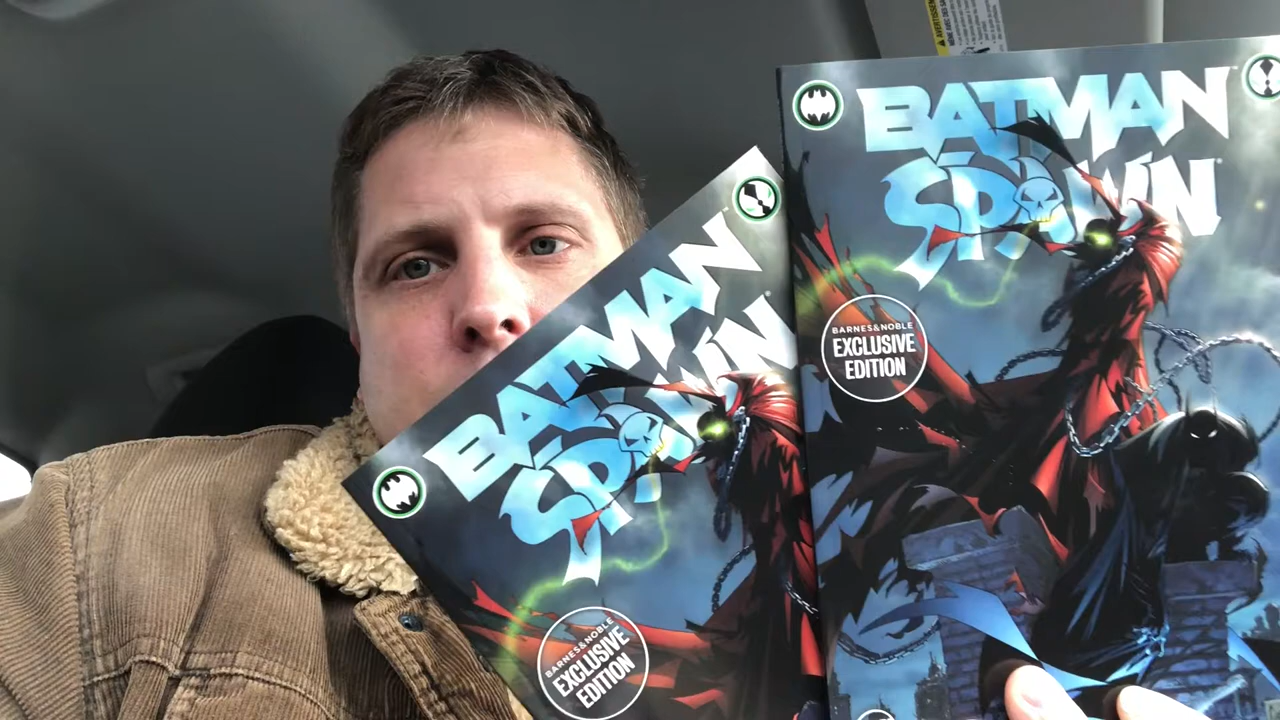 BATMAN
SPAWN
BARNES&NOBLE
EXCLUSIVE
EDITION
BATMAN
SPAWN
BARNES&NOBLE
EXCLUSIVE
EDITION